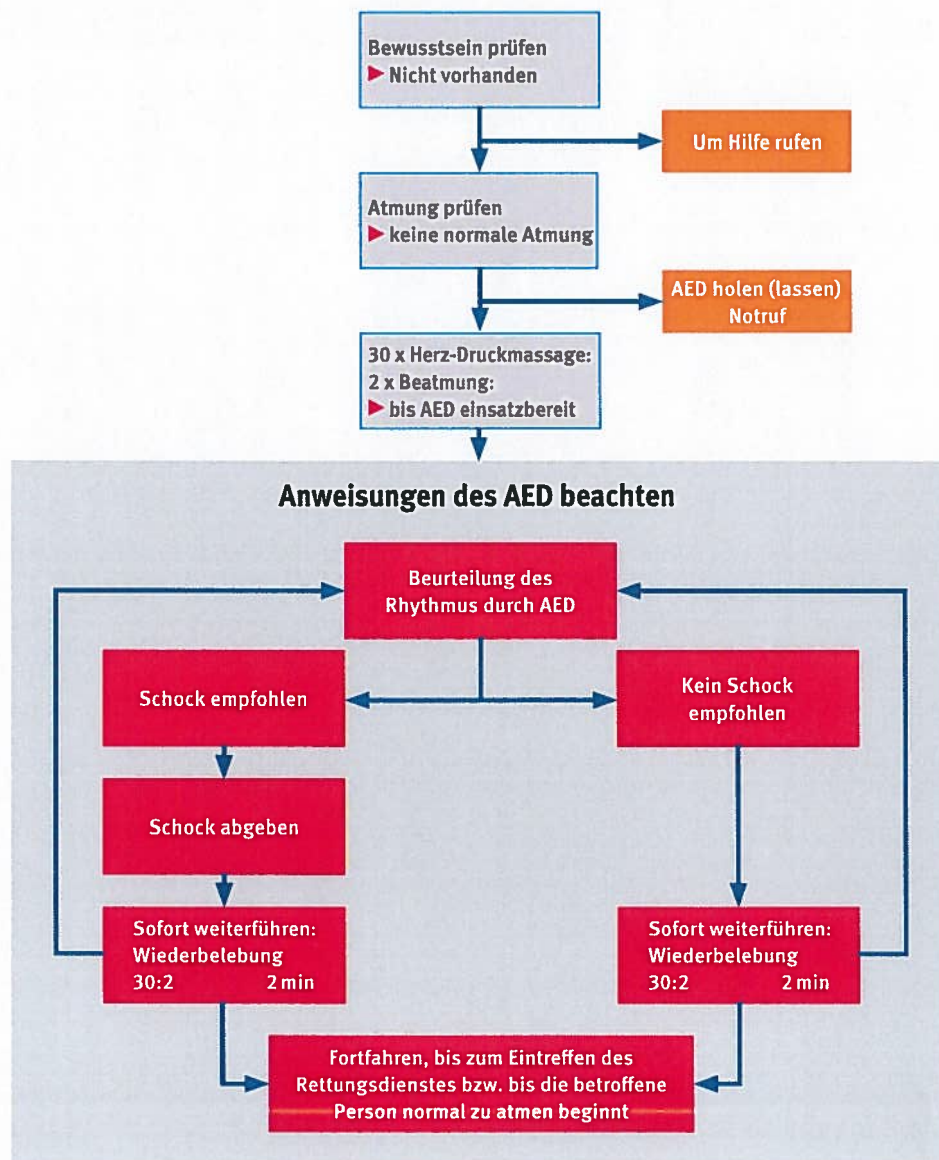 Bewusstsein prüfen
▶ Nicht vorhanden
Um Hilfe rufen
Atmung prüfen
▶ keine normale Atmung
AED holen (lassen)
Notruf
30 x Herz-Druckmassage:
2 x Beatmung:
▶ bis AED einsatzbereit
Anweisungen des AED beachten
Beurteilung des
Rhythmus durch AED
Schock empfohlen
Kein Schock
empfohlen
Schock abgeben
Sofort weiterführen:
Wiederbelebung
30:2 2 min
Sofort weiterführen:
Wiederbelebung
30:2 2 min
Fortfahren, bis zum Eintreffen des
Rettungsdienstes bzw. bis die betroffene
Person normal zu atmen beginnt